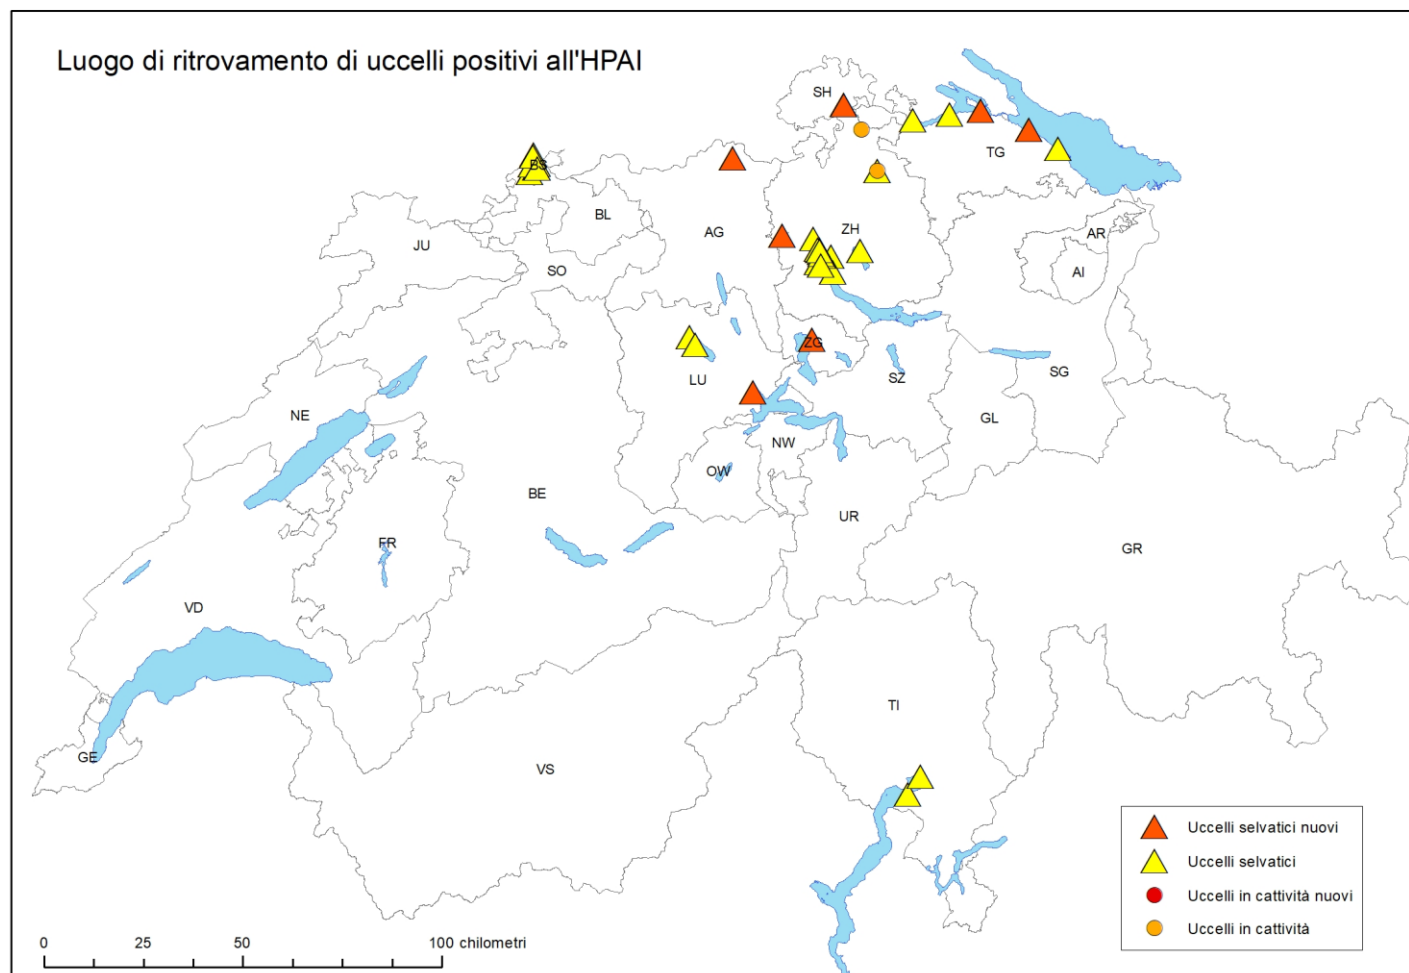 Luogo di ritrovamento di uccelli positivi all'HPAI
SH
TG
BS
BL
ZH
AG
AR
JU
SO
AI
ZG
LU
SZ
SG
NE
GL
NW
OW
BE
UR
FR
GR
VD
TI
GE
VS
Uccelli selvatici nuovi
Uccelli selvatici
Uccelli in cattività nuovi
Uccelli in cattività
0 25 50 100 chilometri